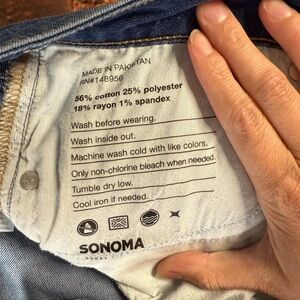 MADE IN PAKISTAN
RN#148956
56% cotton 25% polyester
18% rayon 1% spandex
Wash before wearing.
Wash inside out.
Machine wash cold with like colors.
Only non-chlorine bleach when needed.
Tumble dry low.
Cool iron if needed.
SONOMA